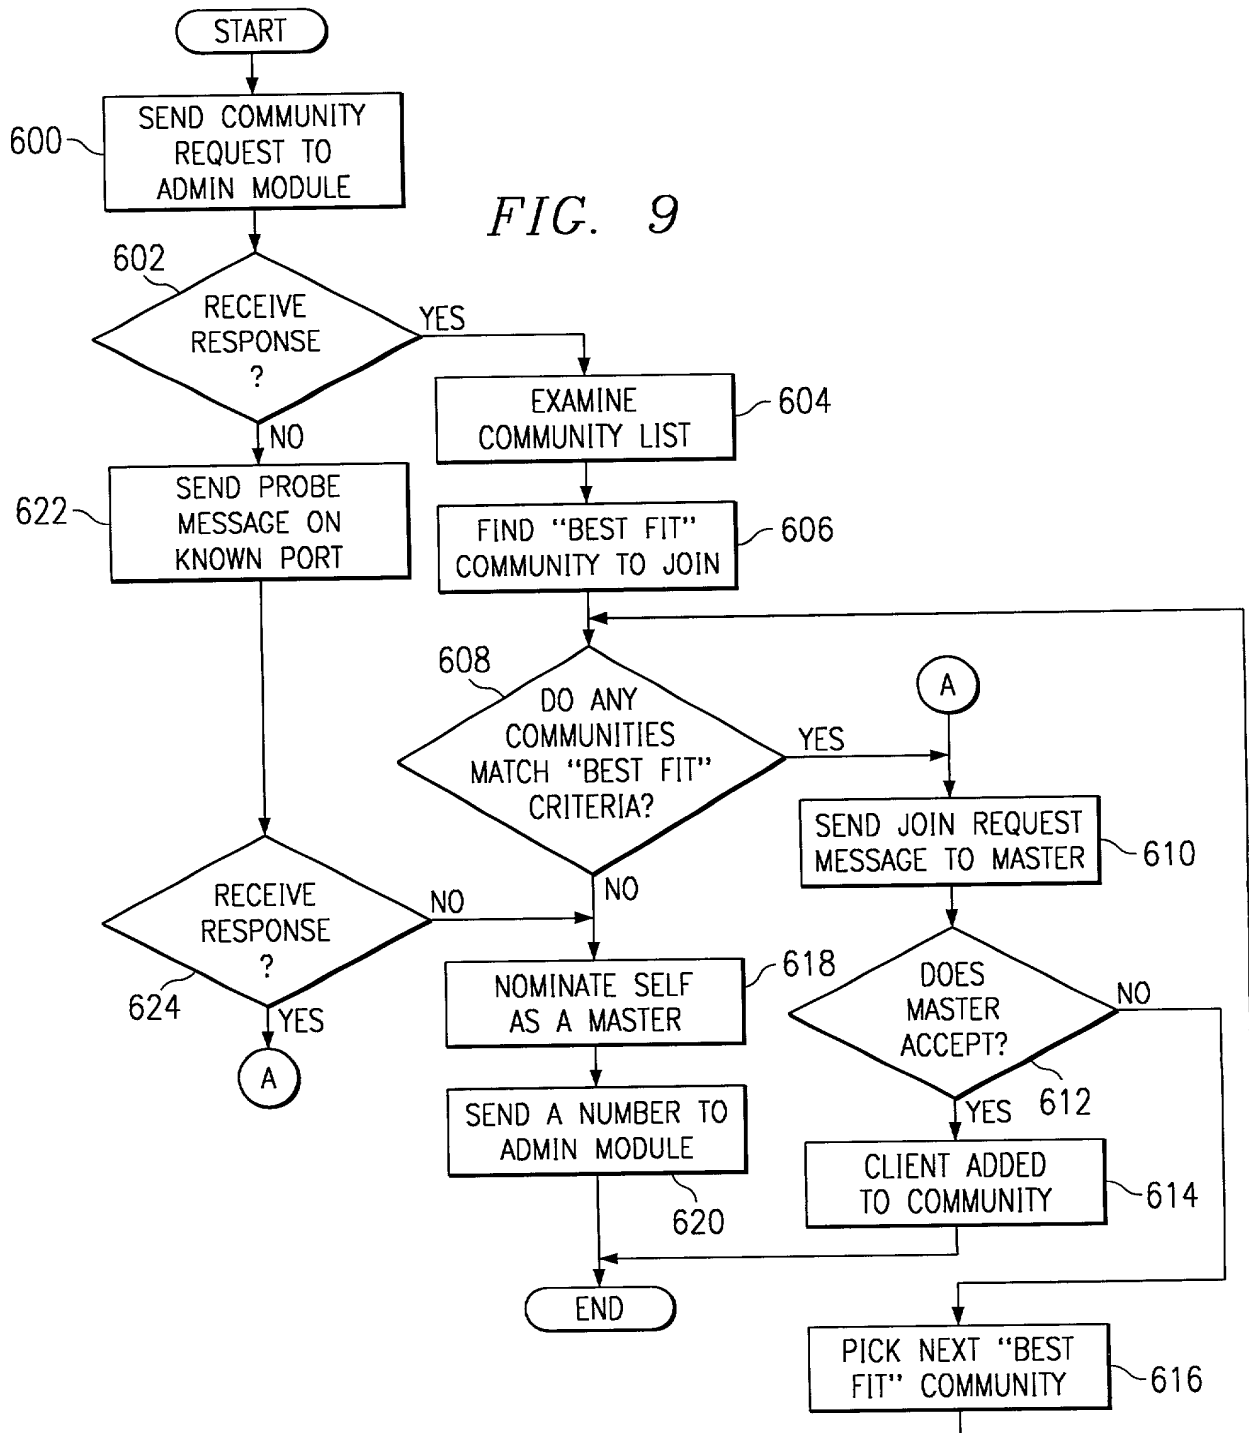 START
600
SEND COMMUNITY
REQUEST TO
ADMIN MODULE
FIG. 9
602
RECEIVE
RESPONSE
?
YES
NO
EXAMINE
COMMUNITY LIST
604
622
SEND PROBE
MESSAGE ON
KNOWN PORT
FIND "BEST FIT"
COMMUNITY TO JOIN
606
608
DO ANY
COMMUNITIES
MATCH "BEST FIT"
CRITERIA?
YES
NO
A
SEND JOIN REQUEST
MESSAGE TO MASTER
610
RECEIVE
RESPONSE
?
NO
624
YES
A
NOMINATE SELF
AS A MASTER
618
DOES
MASTER
ACCEPT?
NO
612
YES
SEND A NUMBER TO
ADMIN MODULE
620
CLIENT ADDED
TO COMMUNITY
614
END
PICK NEXT "BEST
FIT" COMMUNITY
616